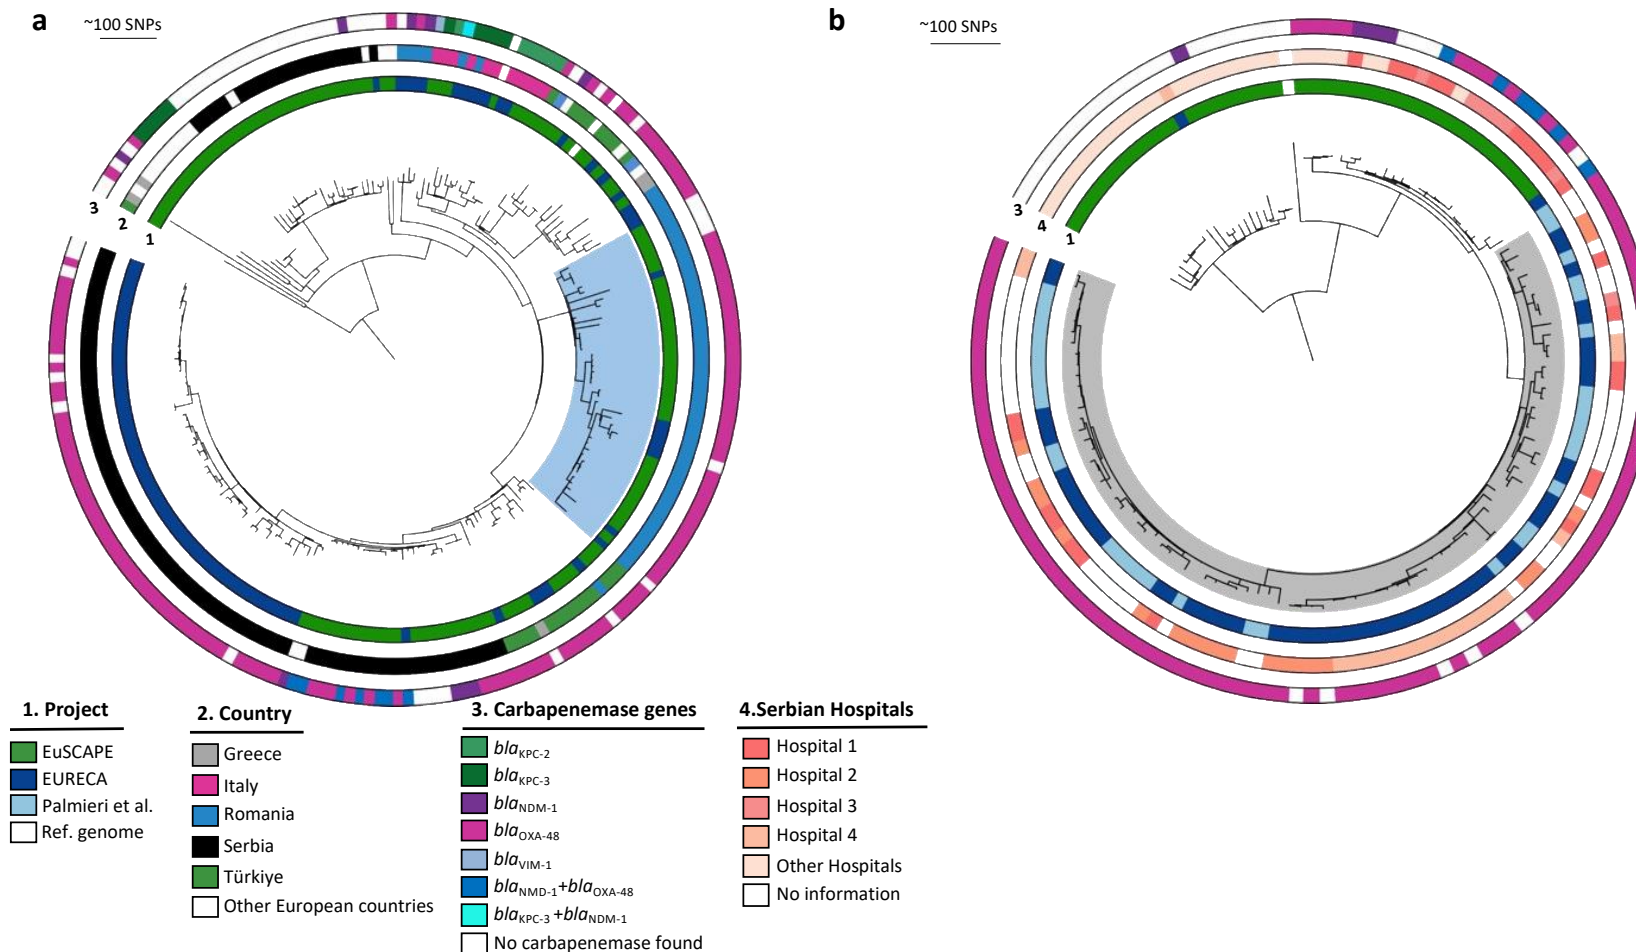 a
~100 SNPs
3
2
1
b
~100 SNPs
3
4
1
1. Project
EuSCAPE
EURECA
Palmieri et al.
Ref. genome
2. Country
Greece
Italy
Romania
Serbia
Türkiye
Other European countries
3. Carbapenemase genes
blaKPC-2
blaKPC-3
blaNDM-1
blaOXA-48
blaVIM-1
blaNMD-1+blaOXA-48
blaKPC-3 +blaNDM-1
No carbapenemase found
4.Serbian Hospitals
Hospital 1
Hospital 2
Hospital 3
Hospital 4
Other Hospitals
No information